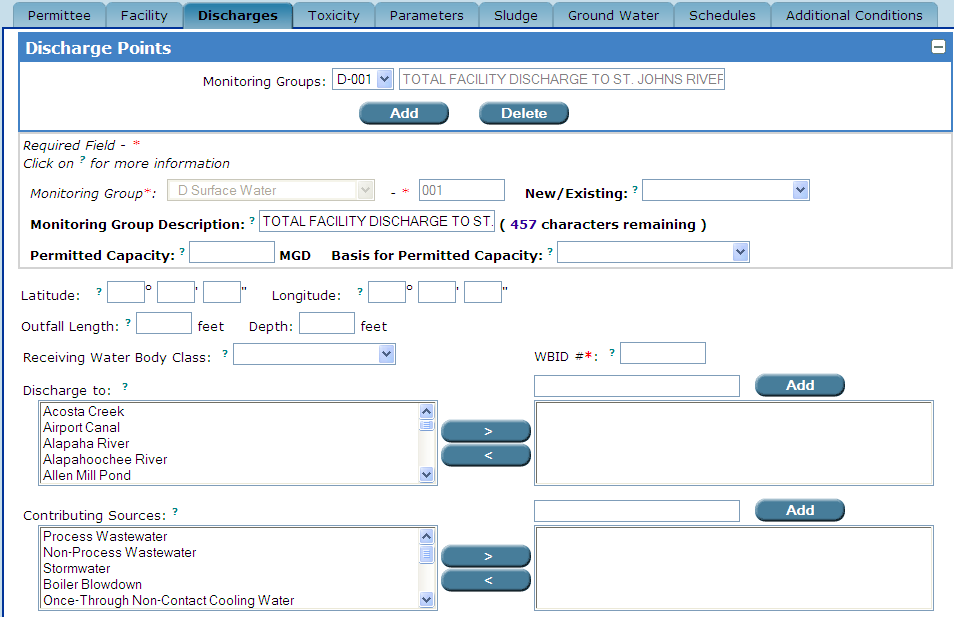 Permittee Facility Discharges Toxicity Parameters Sludge Ground Water Schedules Additional Conditions
Discharge Points
Monitoring Groups: D-001 TOTAL FACILITY DISCHARGE TO ST. JOHNS RIVER
Add Delete
Required Field - *
Click on ? for more information
Monitoring Group*: D Surface Water - * 001 New/Existing: ?
Monitoring Group Description: ? TOTAL FACILITY DISCHARGE TO ST. ( 457 characters remaining )
Permitted Capacity: ? MGD Basis for Permitted Capacity: ?
Latitude: ? ° ' " Longitude: ? ° ' "
Outfall Length: ? feet Depth: feet
Receiving Water Body Class: ? WBID #*: ?
Discharge to: ? Add
Acosta Creek
Airport Canal
Alapaha River
Alapahoochee River
Allen Mill Pond
>
<
Contributing Sources: ? Add
Process Wastewater
Non-Process Wastewater
Stormwater
Boiler Blowdown
Once-Through Non-Contact Cooling Water
>
<